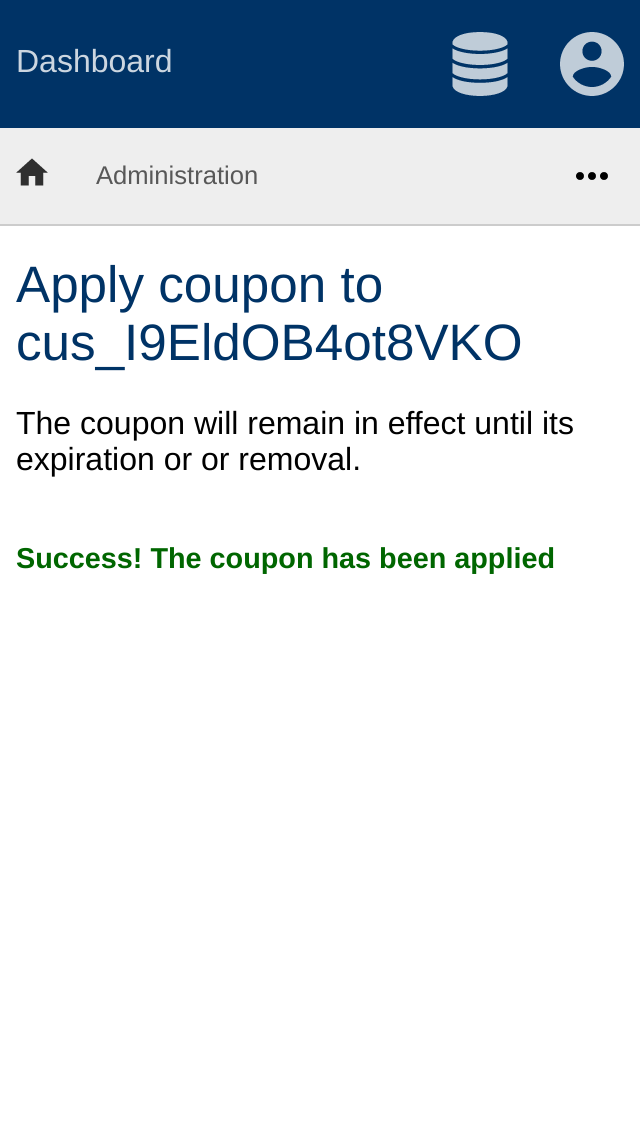 Dashboard
Administration
Apply coupon to
cus_I9EldOB4ot8VKO
The coupon will remain in effect until its
expiration or or removal.
Success! The coupon has been applied